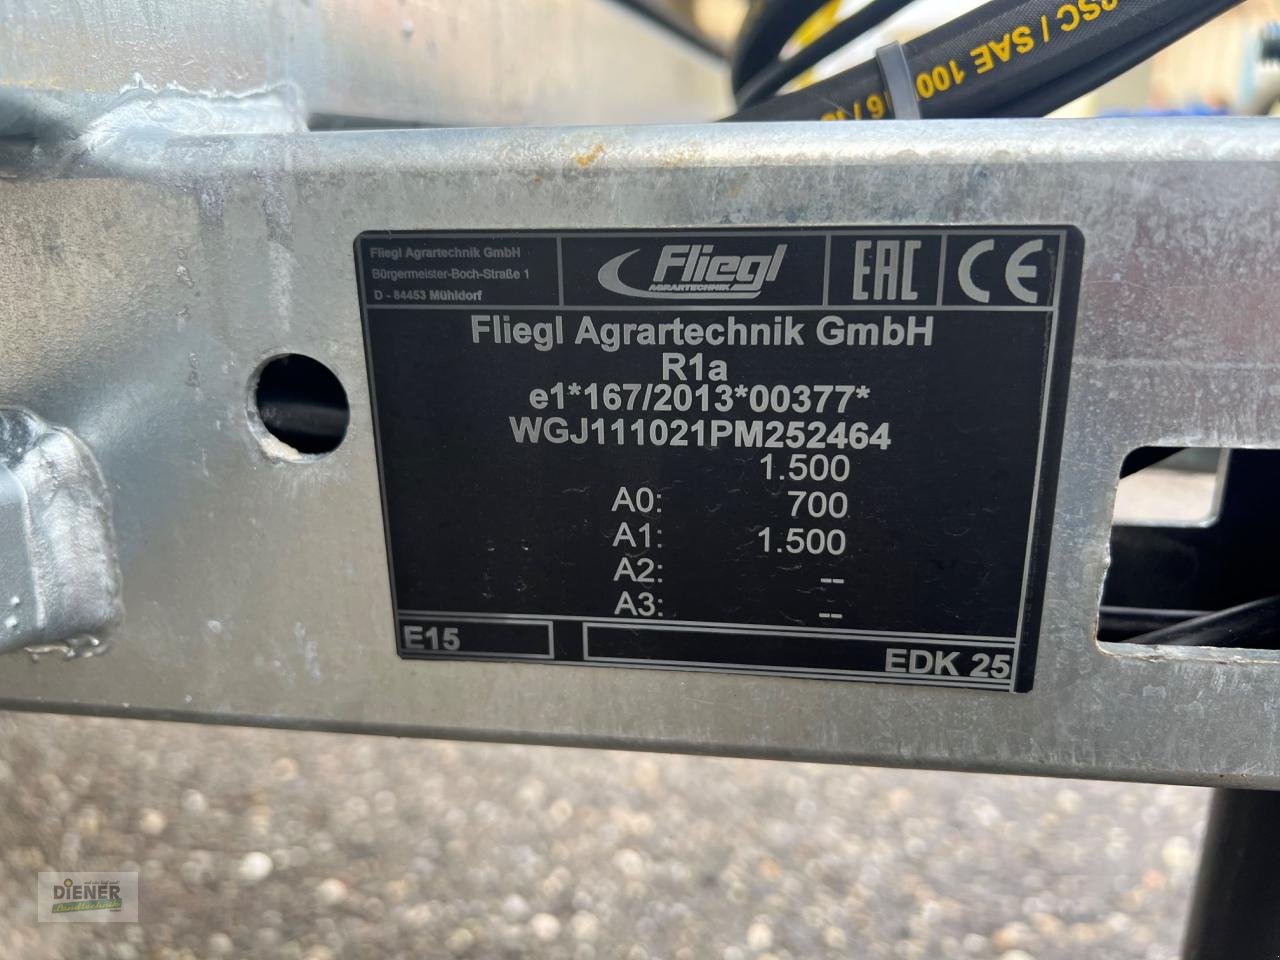 SAE 100
Fliegl Agrartechnik GmbH
Bürgermeister-Boch-Straße 1
D - 84453 Mühldorf
Fliegl
AGRARTECHNIK
EAC
CE
Fliegl Agrartechnik GmbH
R1a
e1*167/2013*00377*
WGJ111021PM252464
1.500
A0: 700
A1: 1.500
A2: --
A3: --
E15
EDK 25
DIENER
Landtechnik